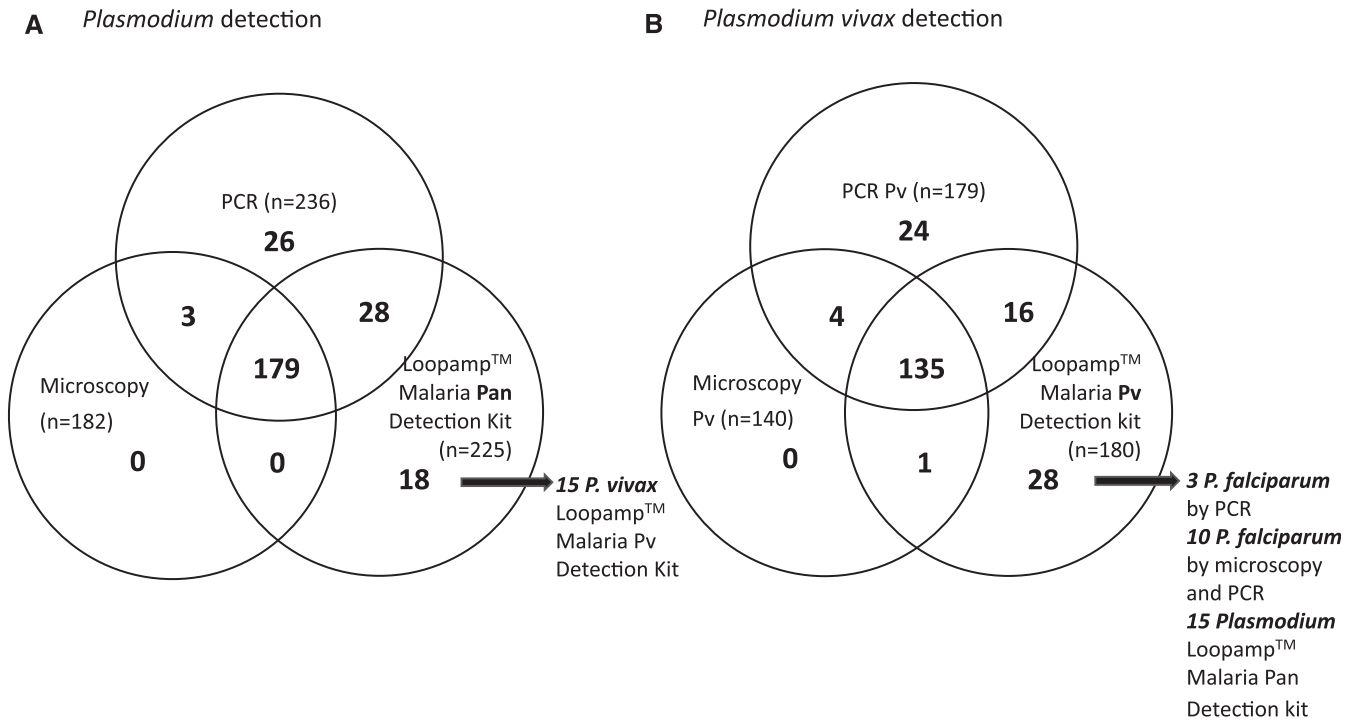 A Plasmodium detection
PCR (n=236)
26
3
28
179
Microscopy
(n=182)
Loopamp™
Malaria Pan
Detection Kit
(n=225)
0
0
18
15 P. vivax
Loopamp™
Malaria Pv
Detection Kit
B Plasmodium vivax detection
PCR Pv (n=179)
24
4
16
135
Microscopy
Pv (n=140)
Loopamp™
Malaria Pv
Detection kit
(n=180)
0
1
28
3 P. falciparum
by PCR
10 P. falciparum
by microscopy
and PCR
15 Plasmodium
Loopamp™
Malaria Pan
Detection kit